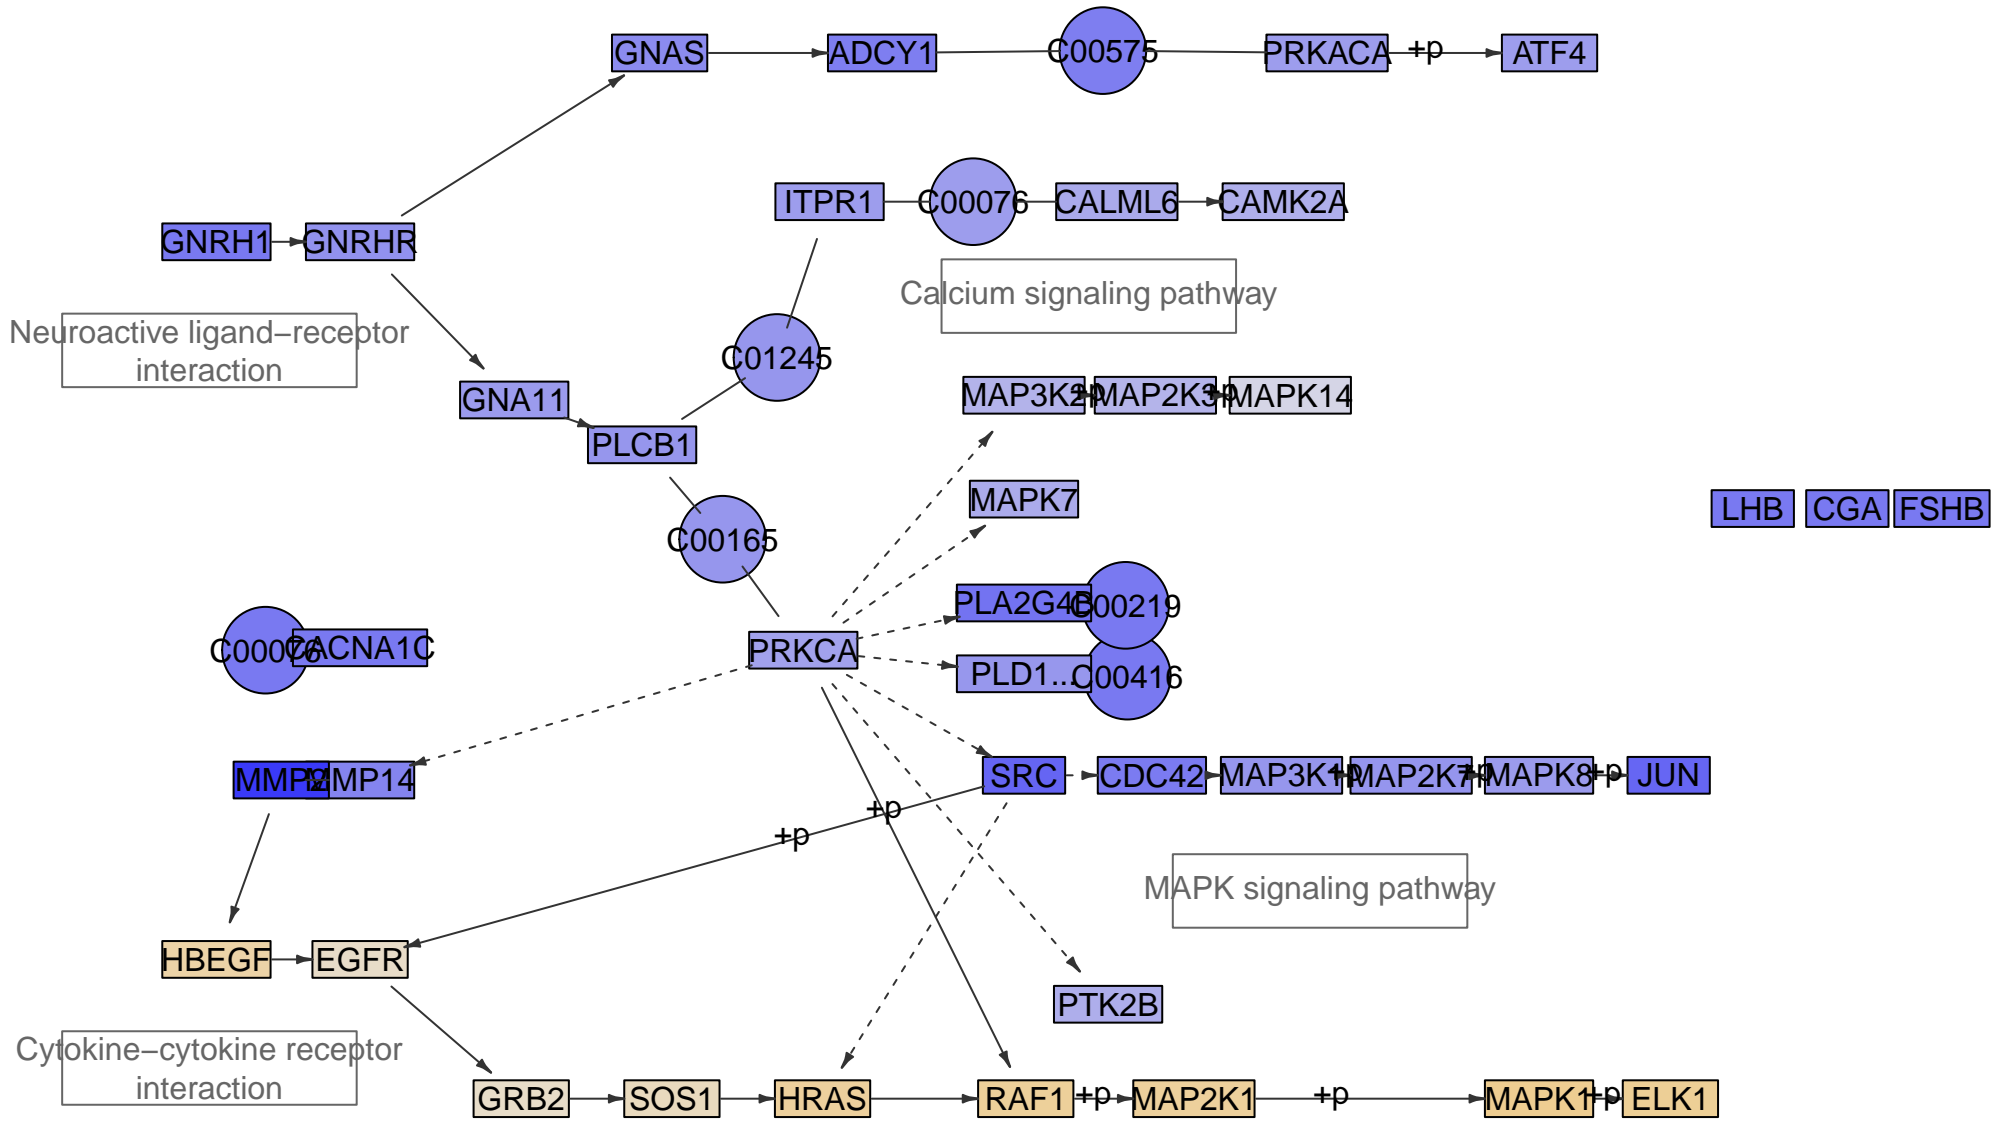 GNAS
ADCY1
C00575
PRKACA
+p
ATF4
ITPR1
C00076
CALML6
CAMK2A
GNRH1
GNRHR
Calcium signaling pathway
Neuroactive ligand−receptor
interaction
C01245
GNA11
MAP3K2
+p
MAP2K3
+p
MAPK14
PLCB1
MAPK7
LHB
CGA
FSHB
C00165
PLA2G4B
C00219
C00076
CACNA1C
PRKCA
PLD1...
C00416
MMP2
MMP14
SRC
CDC42
MAP3K1
+p
MAP2K7
+p
MAPK8
+p
JUN
+p
+p
MAPK signaling pathway
HBEGF
EGFR
PTK2B
Cytokine−cytokine receptor
interaction
GRB2
SOS1
HRAS
RAF1
+p
MAP2K1
+p
MAPK1
+p
ELK1